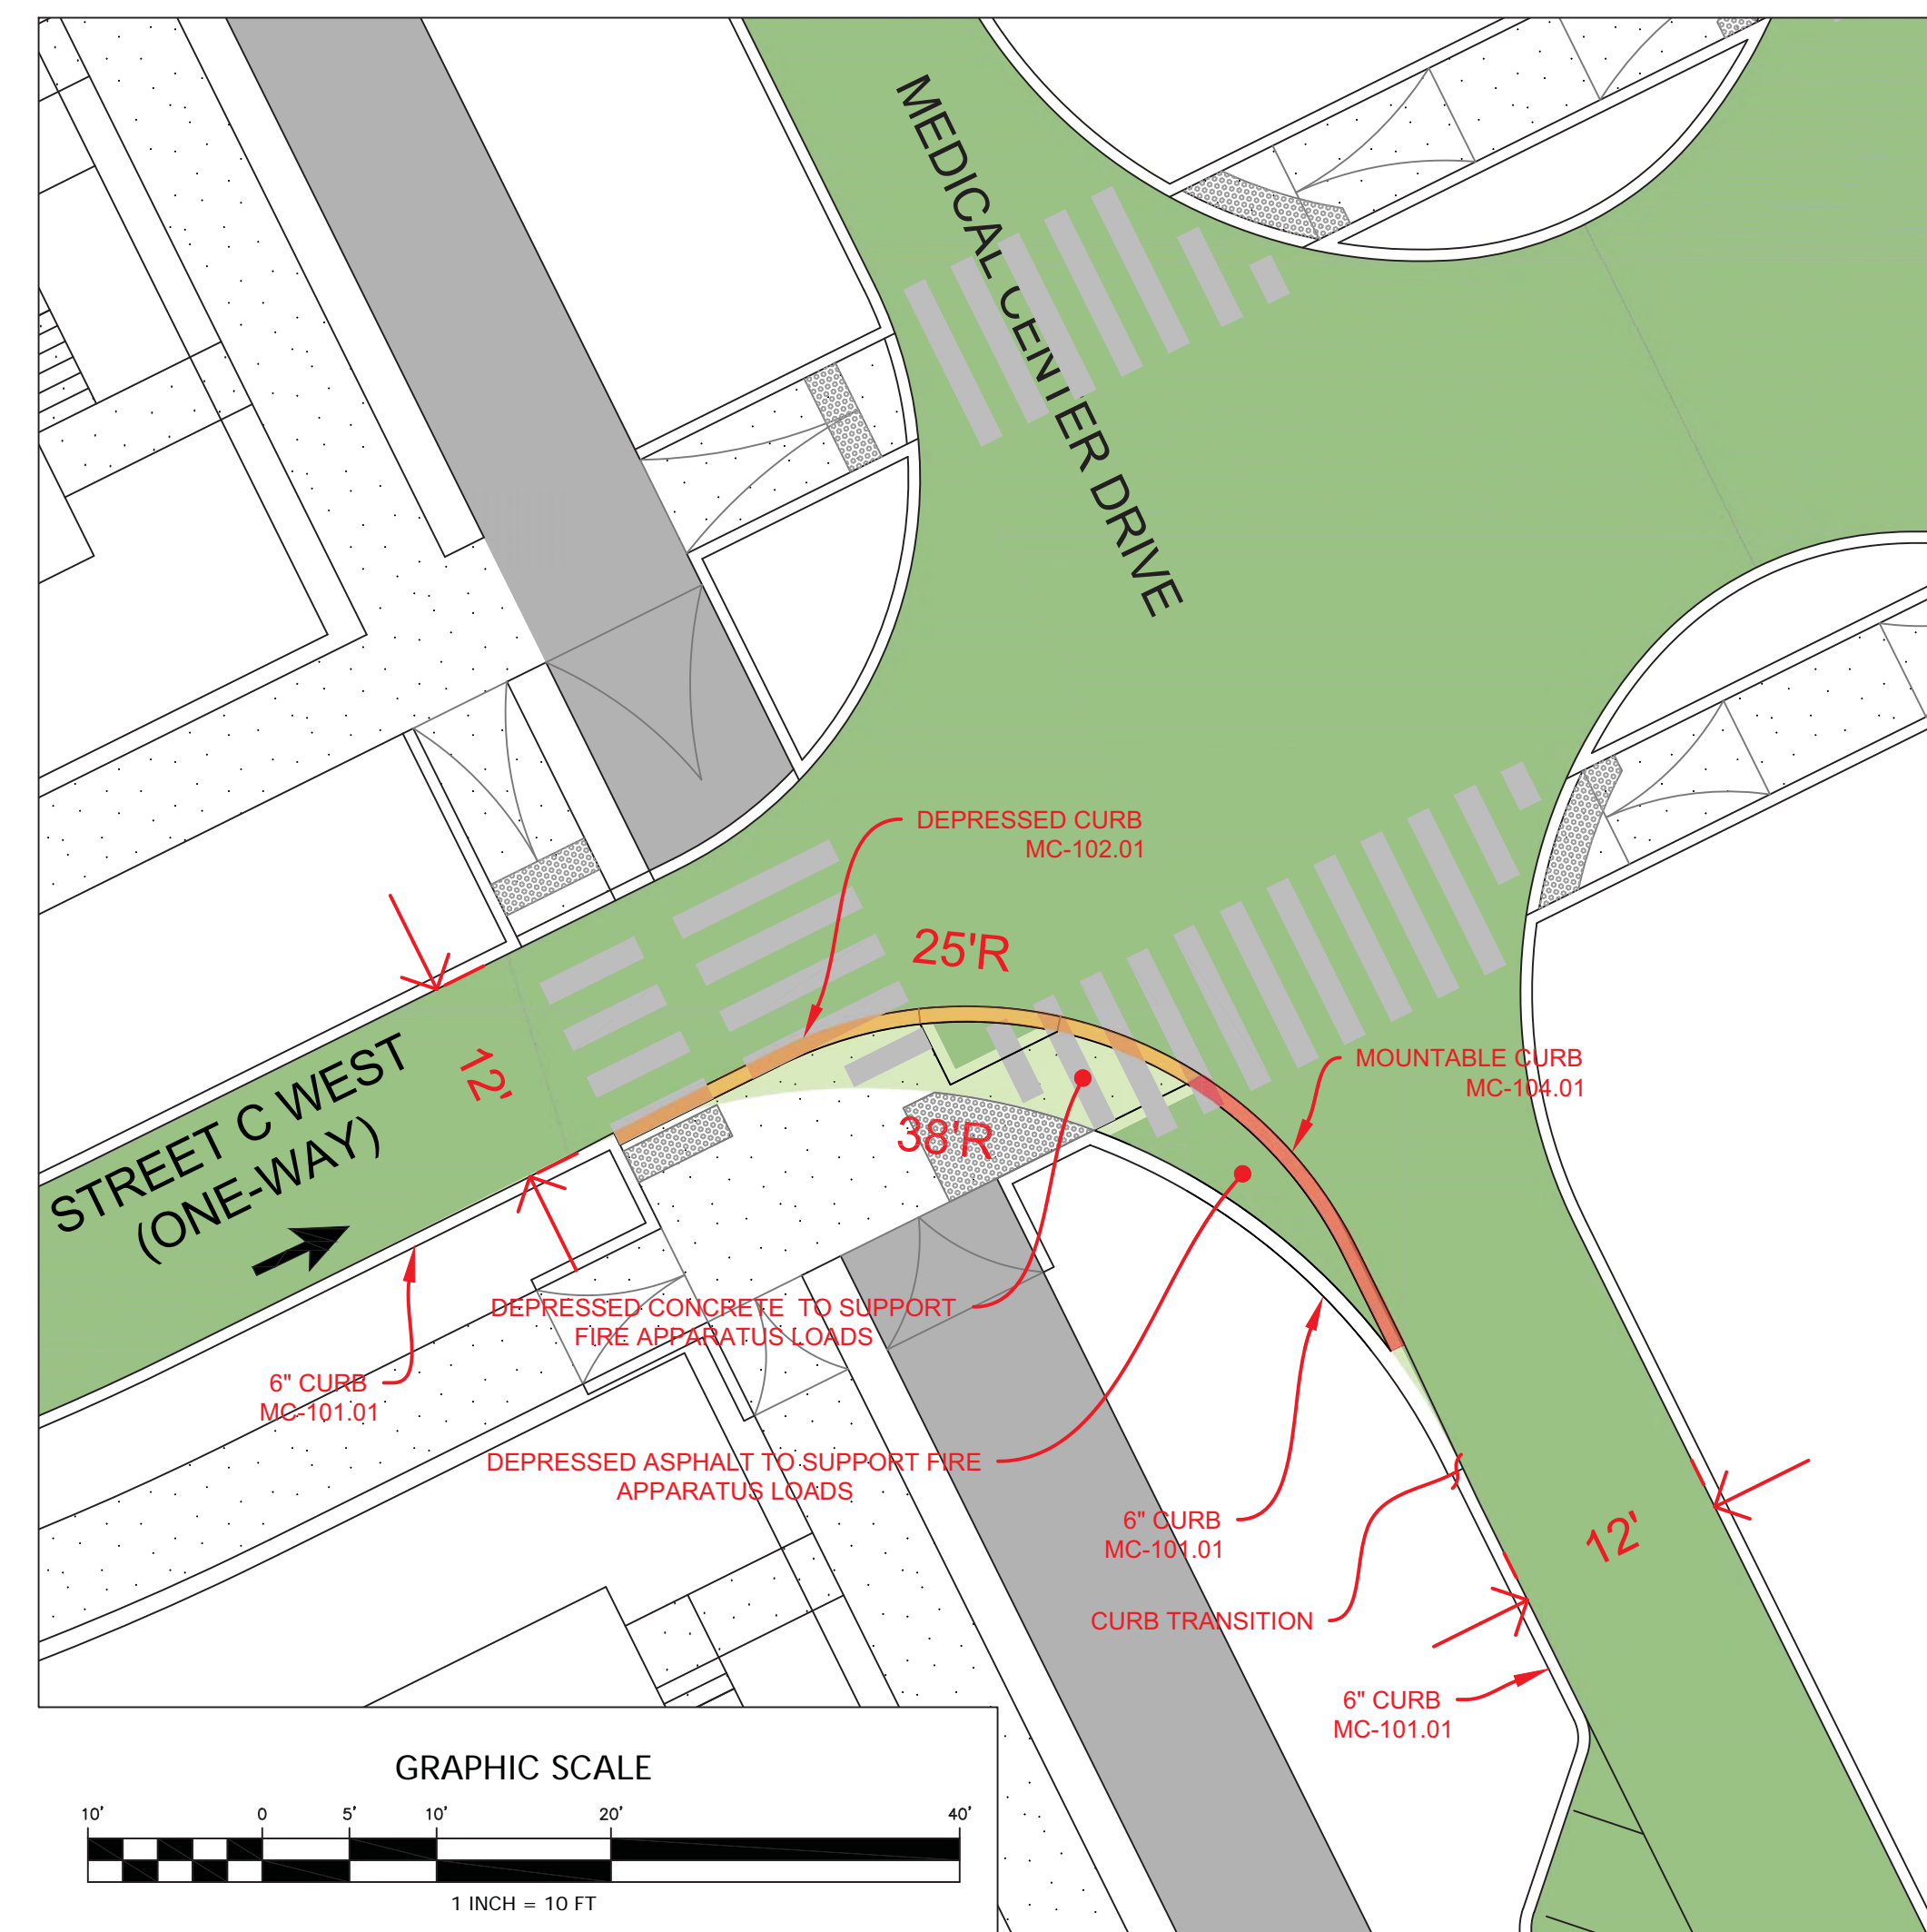 MEDICAL CENTER DRIVE
DEPRESSED CURB
MC-102.01
25'R
STREET C WEST
(ONE-WAY)
12'
MOUNTABLE CURB
MC-104.01
38'R
DEPRESSED CONCRETE TO SUPPORT
FIRE APPARATUS LOADS
6" CURB
MC-101.01
DEPRESSED ASPHALT TO SUPPORT FIRE
APPARATUS LOADS
6" CURB
MC-101.01
12'
CURB TRANSITION
6" CURB
MC-101.01
GRAPHIC SCALE
10' 0 5' 10' 20' 40'
1 INCH = 10 FT